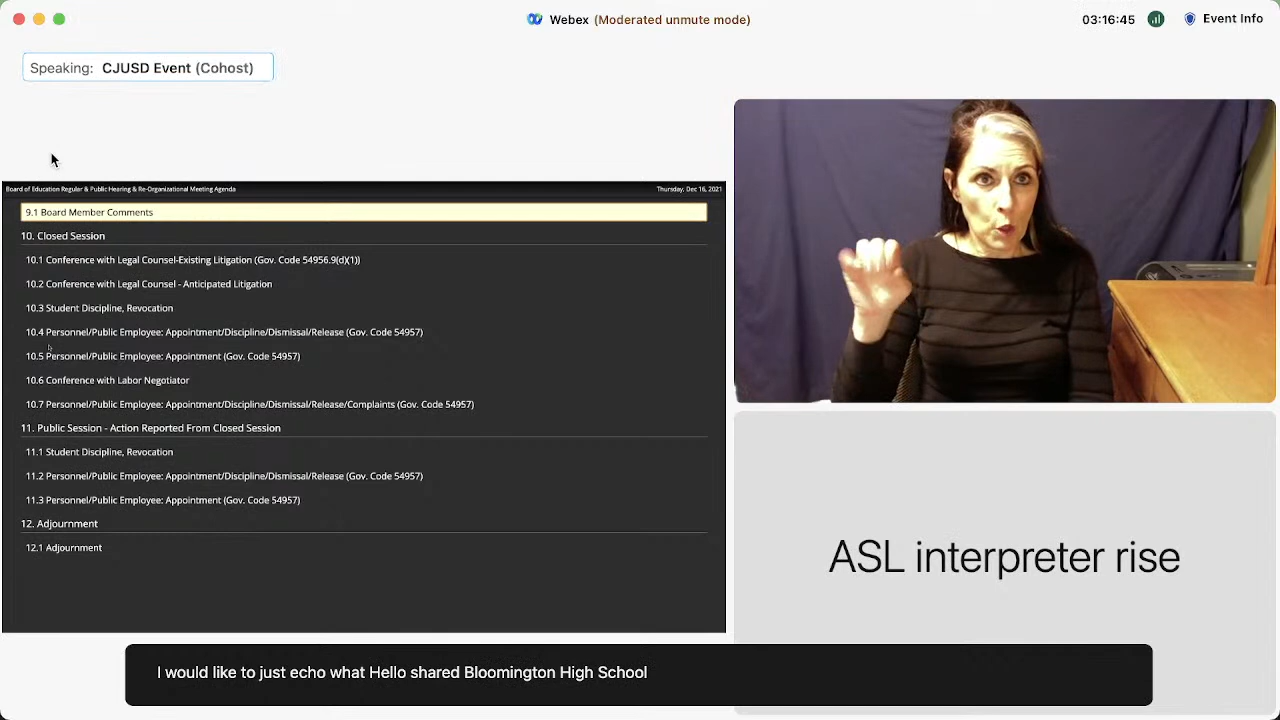 Webex (Moderated unmute mode)
03:16:45
Event Info
Speaking: CJUSD Event (Cohost)
Board of Education Regular & Public Hearing & Re-Organizational Meeting Agenda
Thursday, Dec 16, 2021
9.1 Board Member Comments
10. Closed Session
10.1 Conference with Legal Counsel-Existing Litigation (Gov. Code 54956.9(d)(1))
10.2 Conference with Legal Counsel - Anticipated Litigation
10.3 Student Discipline, Revocation
10.4 Personnel/Public Employee: Appointment/Discipline/Dismissal/Release (Gov. Code 54957)
10.5 Personnel/Public Employee: Appointment (Gov. Code 54957)
10.6 Conference with Labor Negotiator
10.7 Personnel/Public Employee: Appointment/Discipline/Dismissal/Release/Complaints (Gov. Code 54957)
11. Public Session - Action Reported From Closed Session
11.1 Student Discipline, Revocation
11.2 Personnel/Public Employee: Appointment/Discipline/Dismissal/Release (Gov. Code 54957)
11.3 Personnel/Public Employee: Appointment (Gov. Code 54957)
12. Adjournment
12.1 Adjournment
ASL interpreter rise
I would like to just echo what Hello shared Bloomington High School